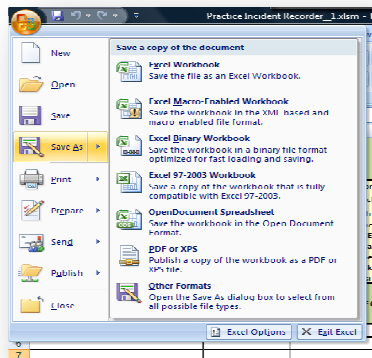 Practice Incident Recorder_1.xlsm -
New
Open
Save
Save As
Print
Prepare
Send
Publish
Close
Save a copy of the document
Excel Workbook
Save the file as an Excel Workbook.
Excel Macro-Enabled Workbook
Save the workbook in the XML-based and
macro-enabled file format.
Excel Binary Workbook
Save the workbook in a binary file format
optimized for fast loading and saving.
Excel 97-2003 Workbook
Save a copy of the workbook that is fully
compatible with Excel 97-2003.
OpenDocument Spreadsheet
Save the workbook in the Open Document
Format.
PDF or XPS
Publish a copy of the workbook as a PDF or
XPS file.
Other Formats
Open the Save As dialog box to select from
all possible file types.
Excel Options
Exit Excel
6
7